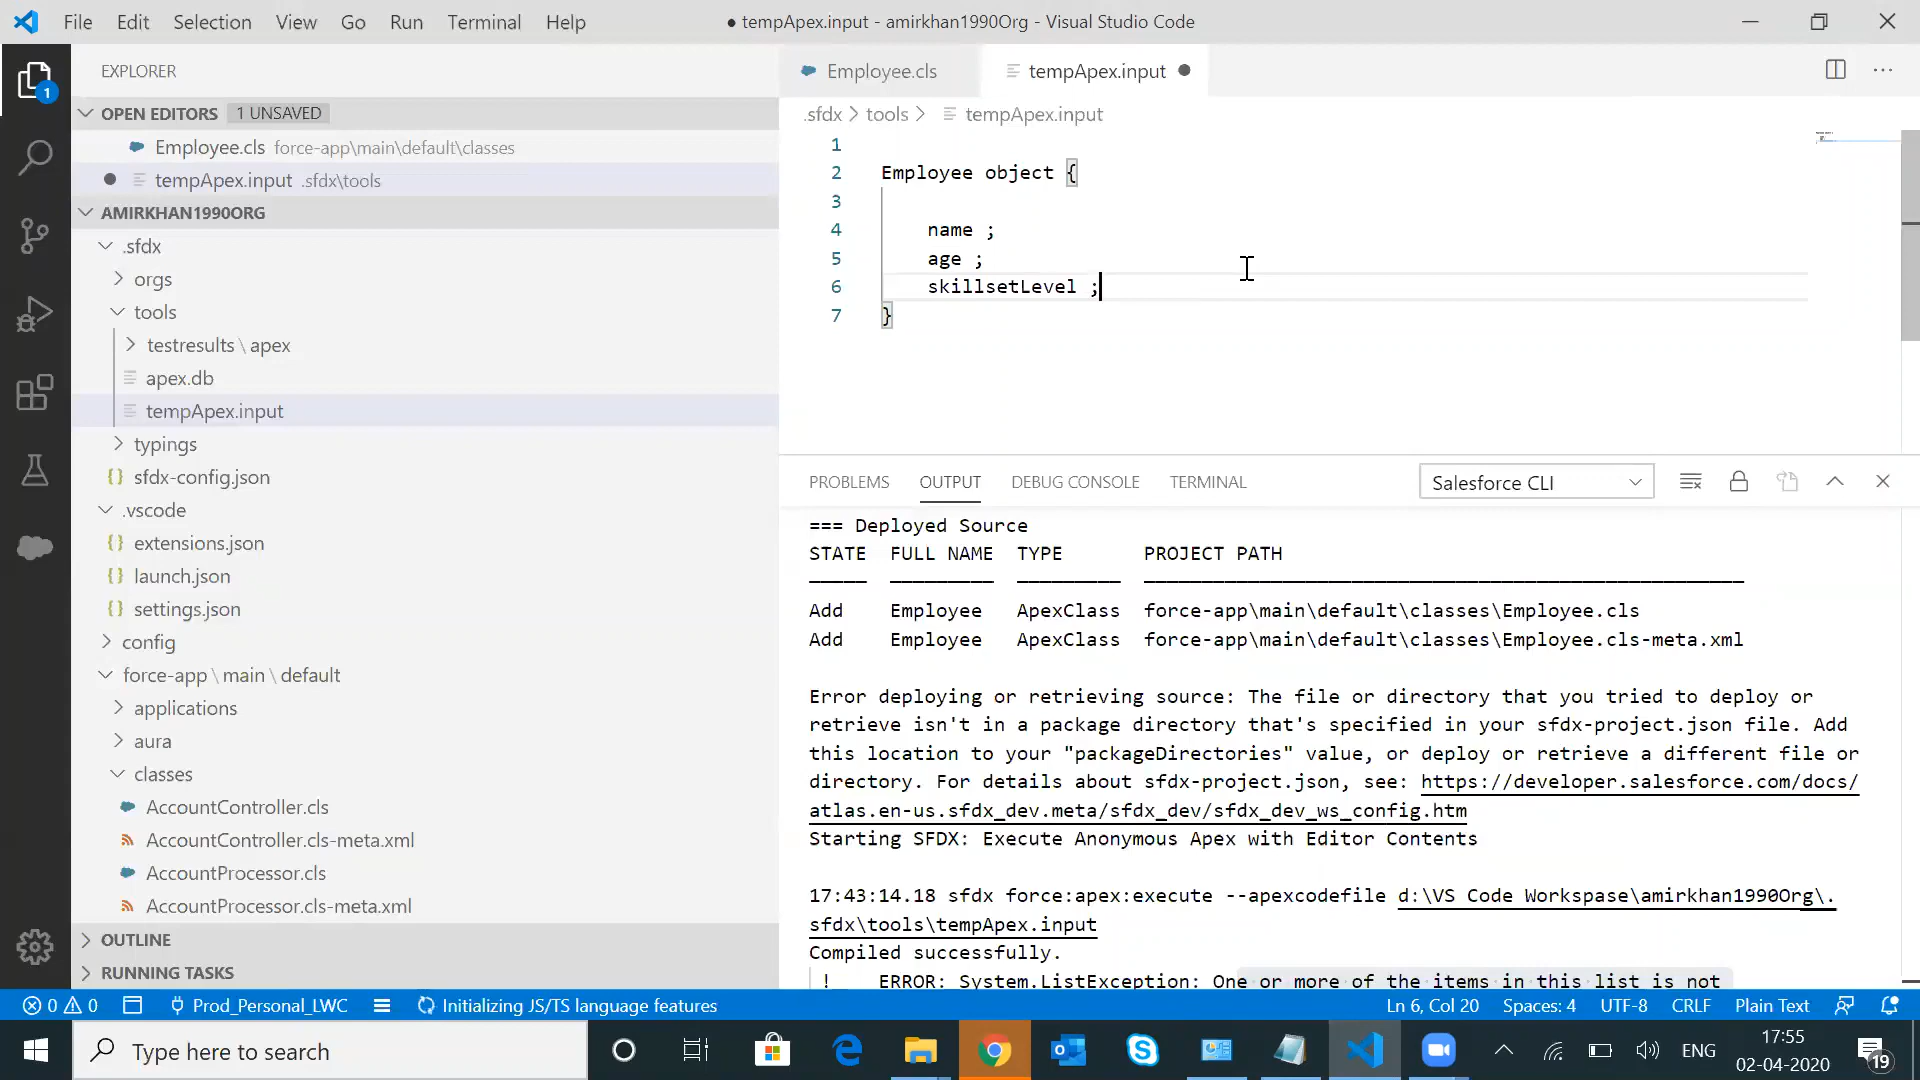 File Edit Selection View Go Run Terminal Help
● tempApex.input - amirkhan1990Org - Visual Studio Code
EXPLORER
OPEN EDITORS 1 UNSAVED
Employee.cls force-app\main\default\classes
tempApex.input .sfdx\tools
AMIRKHAN1990ORG
.sfdx
orgs
tools
testresults \ apex
apex.db
tempApex.input
typings
sfdx-config.json
.vscode
extensions.json
launch.json
settings.json
config
force-app \ main \ default
applications
aura
classes
AccountController.cls
AccountController.cls-meta.xml
AccountProcessor.cls
AccountProcessor.cls-meta.xml
OUTLINE
RUNNING TASKS
1
Employee.cls tempApex.input
.sfdx > tools > tempApex.input
1
2 Employee object {
3
4 name ;
5 age ;
6 skillsetLevel ;
7 }
PROBLEMS OUTPUT DEBUG CONSOLE TERMINAL Salesforce CLI
=== Deployed Source
STATE FULL NAME TYPE PROJECT PATH
Add Employee ApexClass force-app\main\default\classes\Employee.cls
Add Employee ApexClass force-app\main\default\classes\Employee.cls-meta.xml
Error deploying or retrieving source: The file or directory that you tried to deploy or
retrieve isn't in a package directory that's specified in your sfdx-project.json file. Add
this location to your "packageDirectories" value, or deploy or retrieve a different file or
directory. For details about sfdx-project.json, see: https://developer.salesforce.com/docs/
atlas.en-us.sfdx_dev.meta/sfdx_dev/sfdx_dev_ws_config.htm
Starting SFDX: Execute Anonymous Apex with Editor Contents
17:43:14.18 sfdx force:apex:execute --apexcodefile d:\VS Code Workspase\amirkhan1990Org\.
sfdx\tools\tempApex.input
Compiled successfully.
! ERROR: System.ListException: One or more of the items in this list is not
0 0 Prod_Personal_LWC Initializing JS/TS language features Ln 6, Col 20 Spaces: 4 UTF-8 CRLF Plain Text
Type here to search
ENG
17:55
02-04-2020
19